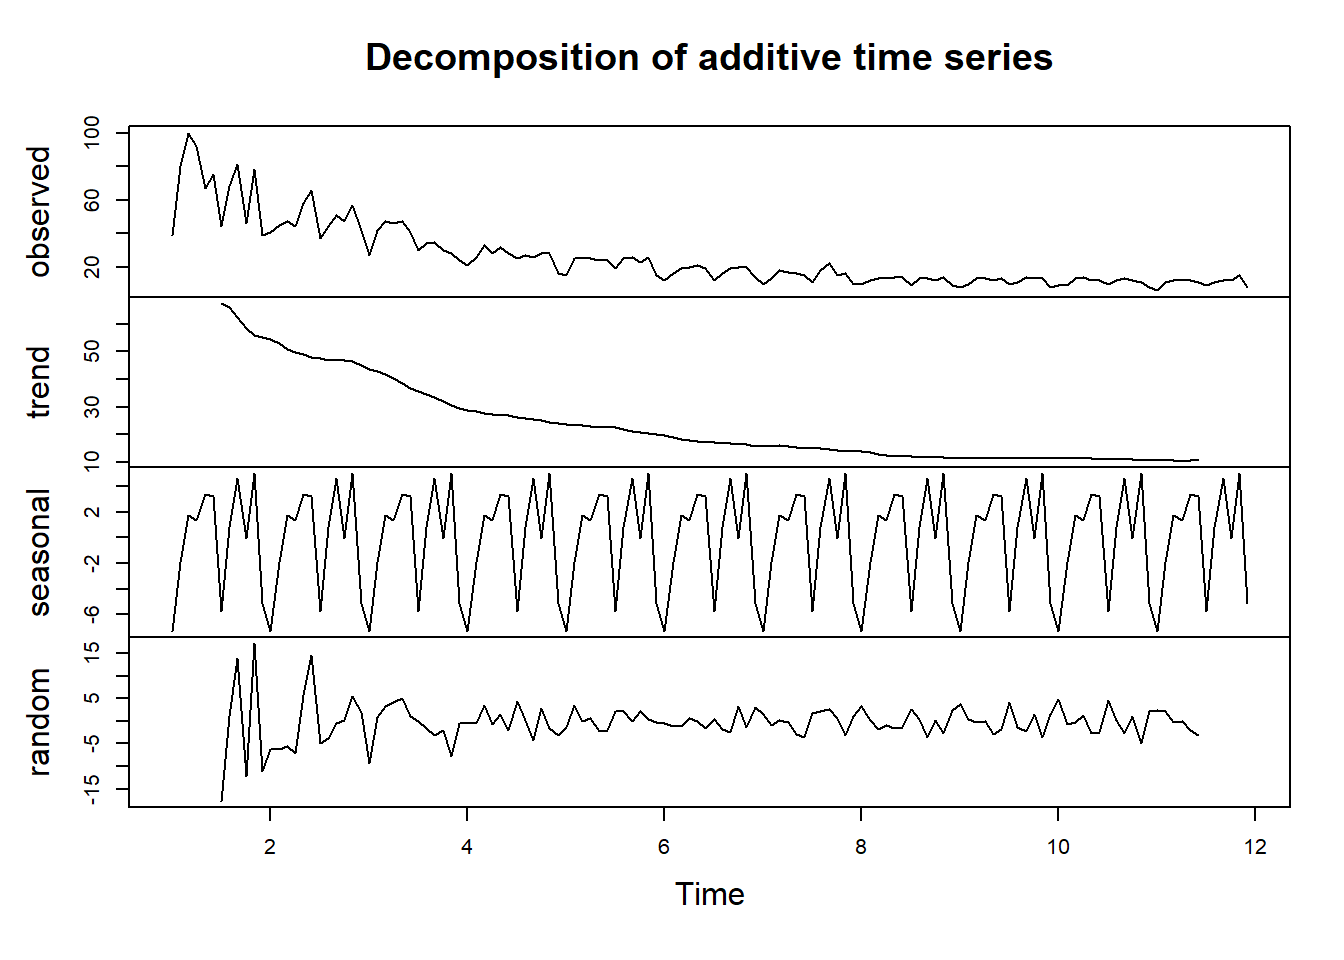 Decomposition of additive time series
observed
20 60 100
trend
10 30 50
seasonal
-6 -2 2
random
-15 -5 5 15
2 4 6 8 10 12
Time